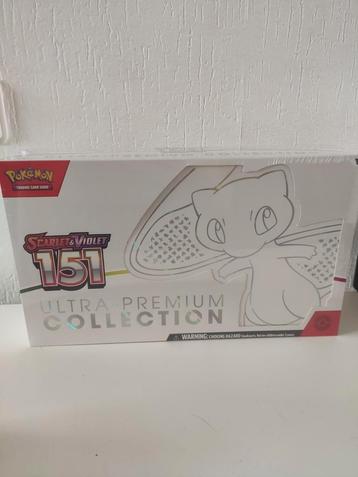 POKéMON
TRADING CARD GAME
SCARLET & VIOLET
151
ULTRA PREMIUM
COLLECTION
WARNING: CHOKING HAZARD